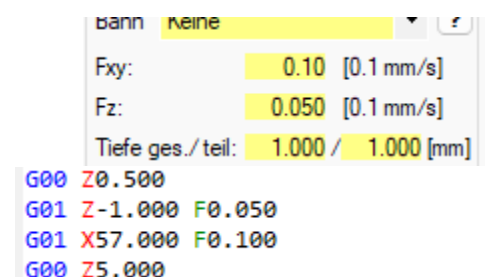 Bahn Keine ?
Fxy: 0.10 [0.1 mm/s]
Fz: 0.050 [0.1 mm/s]
Tiefe ges./ teil: 1.000 / 1.000 [mm]
G00 Z0.500
G01 Z-1.000 F0.050
G01 X57.000 F0.100
G00 Z5.000